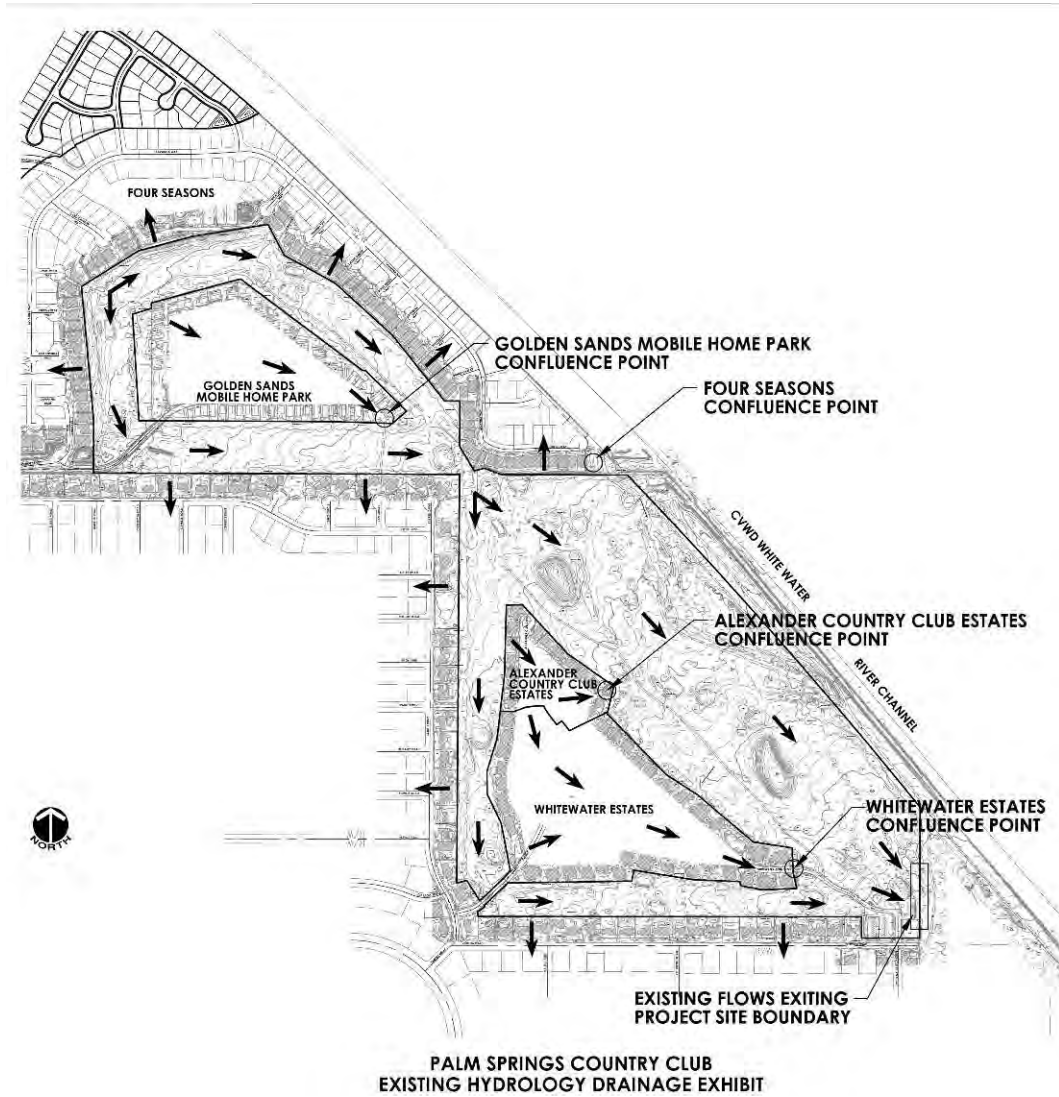 FOUR SEASONS
GOLDEN SANDS MOBILE HOME PARK
CONFLUENCE POINT
GOLDEN SANDS
MOBILE HOME PARK
FOUR SEASONS
CONFLUENCE POINT
CVWD WHITE WATER
RIVER CHANNEL
ALEXANDER COUNTRY CLUB ESTATES
CONFLUENCE POINT
ALEXANDER
COUNTRY CLUB
ESTATES
WHITEWATER ESTATES
WHITEWATER ESTATES
CONFLUENCE POINT
NORTH
EXISTING FLOWS EXITING
PROJECT SITE BOUNDARY
PALM SPRINGS COUNTRY CLUB
EXISTING HYDROLOGY DRAINAGE EXHIBIT